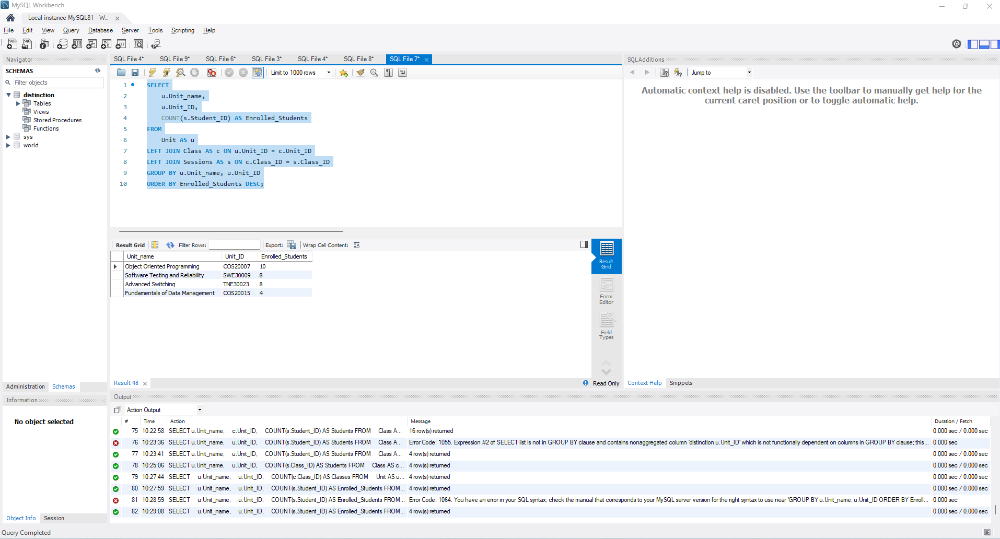 MySQL Workbench
Local instance MySQL81 - W...
File Edit View Query Database Server Tools Scripting Help
Navigator
SCHEMAS
Filter objects
distinction
Tables
Views
Stored Procedures
Functions
sys
world
Administration Schemas
Information
No object selected
Object Info Session
SQL File 4* SQL File 9* SQL File 6* SQL File 3* SQL File 4* SQL File 8* SQL File 7*
Limit to 1000 rows
1 SELECT
2 u.Unit_name,
3 u.Unit_ID,
4 COUNT(s.Student_ID) AS Enrolled_Students
5 FROM
6 Unit AS u
7 LEFT JOIN Class AS c ON u.Unit_ID = c.Unit_ID
8 LEFT JOIN Sessions AS s ON c.Class_ID = s.Class_ID
9 GROUP BY u.Unit_name, u.Unit_ID
10 ORDER BY Enrolled_Students DESC;
Result Grid Filter Rows: Export: Wrap Cell Content:
Unit_name Unit_ID Enrolled_Students
Object Oriented Programming COS20007 10
Software Testing and Reliability SWE30009 8
Advanced Switching TNE30023 8
Fundamentals of Data Management COS20015 4
Result
Grid
Form
Editor
Field
Types
Result 48
Read Only
SQLAdditions
Jump to
Automatic context help is disabled. Use the toolbar to manually get help for the
current caret position or to toggle automatic help.
Context Help Snippets
Output
Action Output
# Time Action Message Duration / Fetch
75 10:22:58 SELECT u.Unit_name, c.Unit_ID, COUNT(s.Student_ID) AS Students FROM Class A... 16 row(s) returned 0.000 sec / 0.000 sec
76 10:23:36 SELECT u.Unit_name, u.Unit_ID, COUNT(s.Student_ID) AS Students FROM Class A... Error Code: 1055. Expression #2 of SELECT list is not in GROUP BY clause and contains nonaggregated column 'distinction.u.Unit_ID' which is not functionally dependent on columns in GROUP BY clause; this... 0.000 sec
77 10:23:41 SELECT u.Unit_name, u.Unit_ID, COUNT(s.Student_ID) AS Students FROM Class A... 4 row(s) returned 0.000 sec / 0.000 sec
78 10:25:06 SELECT u.Unit_name, u.Unit_ID, COUNT(s.Class_ID) AS Students FROM Class AS c... 4 row(s) returned 0.000 sec / 0.000 sec
79 10:27:44 SELECT u.Unit_name, u.Unit_ID, COUNT(c.Class_ID) AS Classes FROM Unit AS u... 4 row(s) returned 0.000 sec / 0.000 sec
80 10:27:59 SELECT u.Unit_name, u.Unit_ID, COUNT(s.Student_ID) AS Enrolled_Students FROM... 4 row(s) returned 0.000 sec / 0.000 sec
81 10:28:59 SELECT u.Unit_name, u.Unit_ID, COUNT(s.Student_ID) AS Enrolled_Students FROM... Error Code: 1064. You have an error in your SQL syntax; check the manual that corresponds to your MySQL server version for the right syntax to use near 'GROUP BY u.Unit_name, u.Unit_ID ORDER BY Enroll... 0.000 sec
82 10:29:08 SELECT u.Unit_name, u.Unit_ID, COUNT(s.Student_ID) AS Enrolled_Students FROM... 4 row(s) returned 0.000 sec / 0.000 sec
Query Completed